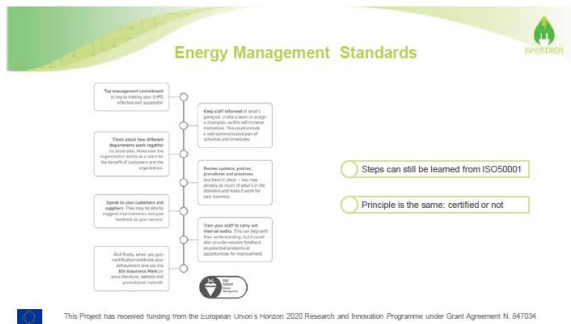 Energy Management Standards
SPEEDIER
Top management commitment
is key to making your EnMS
effective and successful
Keep staff informed of what's
going on, create a team or assign
a champion, as this will increase
motivation. This could include
a well communicated plan of
activities and timescales.
Think about how different
departments work together
to avoid silos. Make sure the
organisation works as a team for
the benefit of customers and the
organisation.
Review systems, policies,
procedures and processes
you have in place – you may
already do much of what's in the
standard and make it work for
your business.
Speak to your customers and
suppliers. They may be able to
suggest improvements and give
feedback on your service.
Train your staff to carry out
internal audits. This can help with
their understanding, but it could
also provide valuable feedback
on potential problems or
opportunities for improvement.
And finally, when you gain
certification celebrate your
achievement and use the
BSI Assurance Mark on
your literature, website and
promotional material.
Steps can still be learned from ISO50001
Principle is the same: certified or not
This Project has received funding from the European Union's Horizon 2020 Research and Innovation Programme under Grant Agreement N. 847034